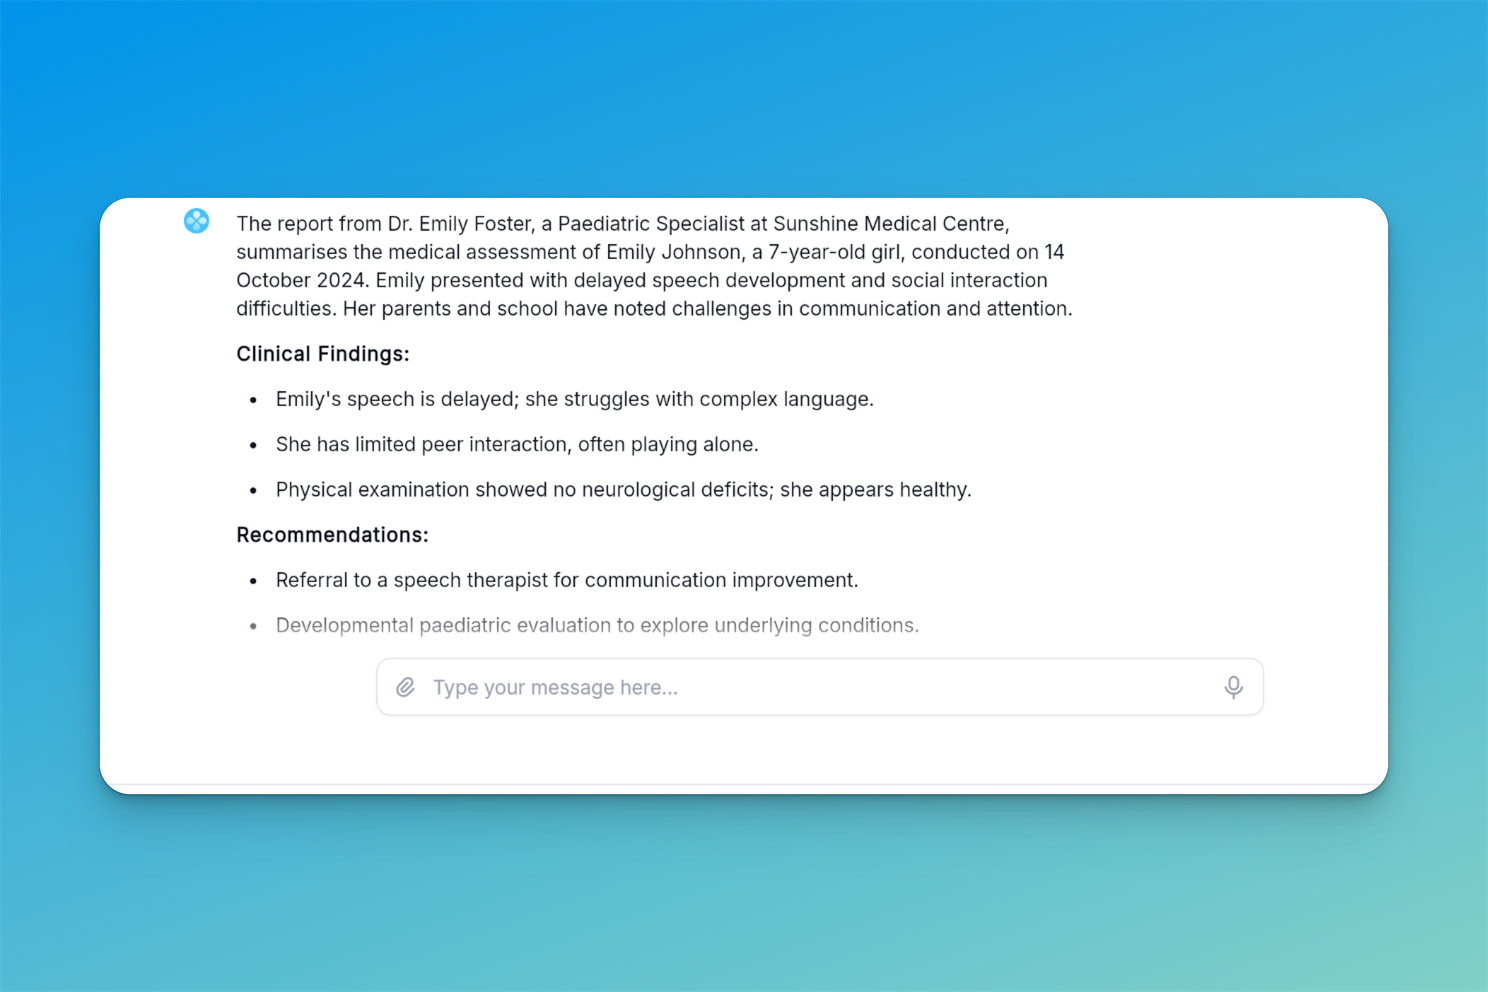 The report from Dr. Emily Foster, a Paediatric Specialist at Sunshine Medical Centre,
summarises the medical assessment of Emily Johnson, a 7-year-old girl, conducted on 14
October 2024. Emily presented with delayed speech development and social interaction
difficulties. Her parents and school have noted challenges in communication and attention.
Clinical Findings:
• Emily's speech is delayed; she struggles with complex language.
• She has limited peer interaction, often playing alone.
• Physical examination showed no neurological deficits; she appears healthy.
Recommendations:
• Referral to a speech therapist for communication improvement.
• Developmental paediatric evaluation to explore underlying conditions.
Type your message here...